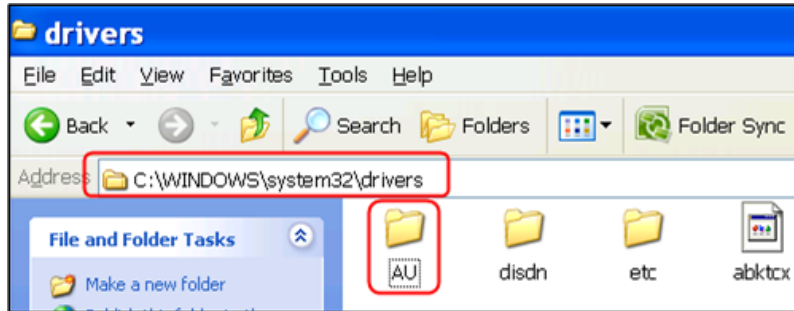 drivers
File Edit View Favorites Tools Help
Back Search Folders Folder Sync
Address C:\WINDOWS\system32\drivers
File and Folder Tasks
Make a new folder
AU disdn etc abktcx